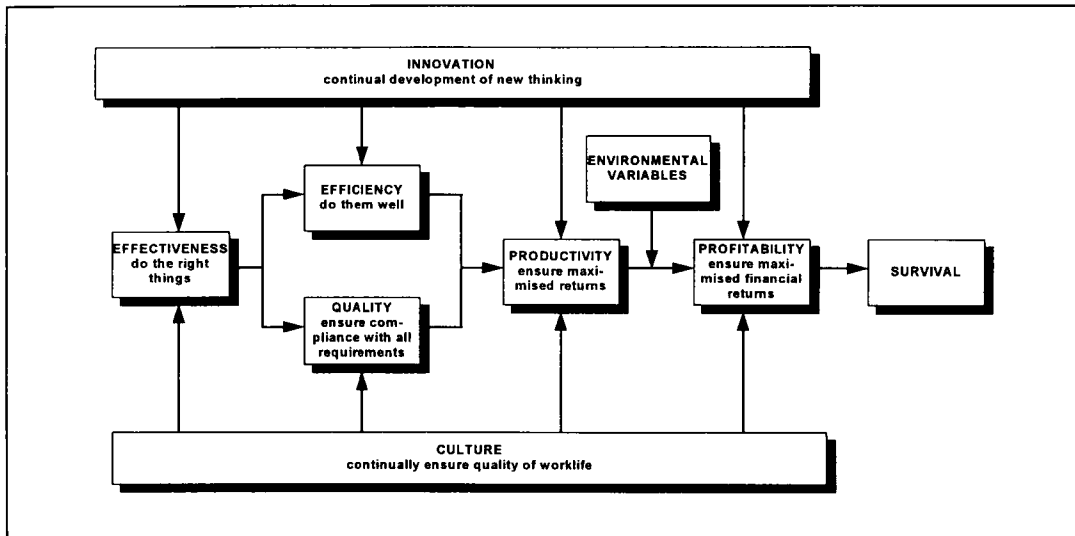 INNOVATION
continual development of new thinking
ENVIRONMENTAL
VARIABLES
EFFICIENCY
do them well
EFFECTIVENESS
do the right
things
PRODUCTIVITY
ensure maxi-
mised returns
PROFITABILITY
ensure maxi-
mised financial
returns
SURVIVAL
QUALITY
ensure com-
pliance with all
requirements
CULTURE
continually ensure quality of worklife